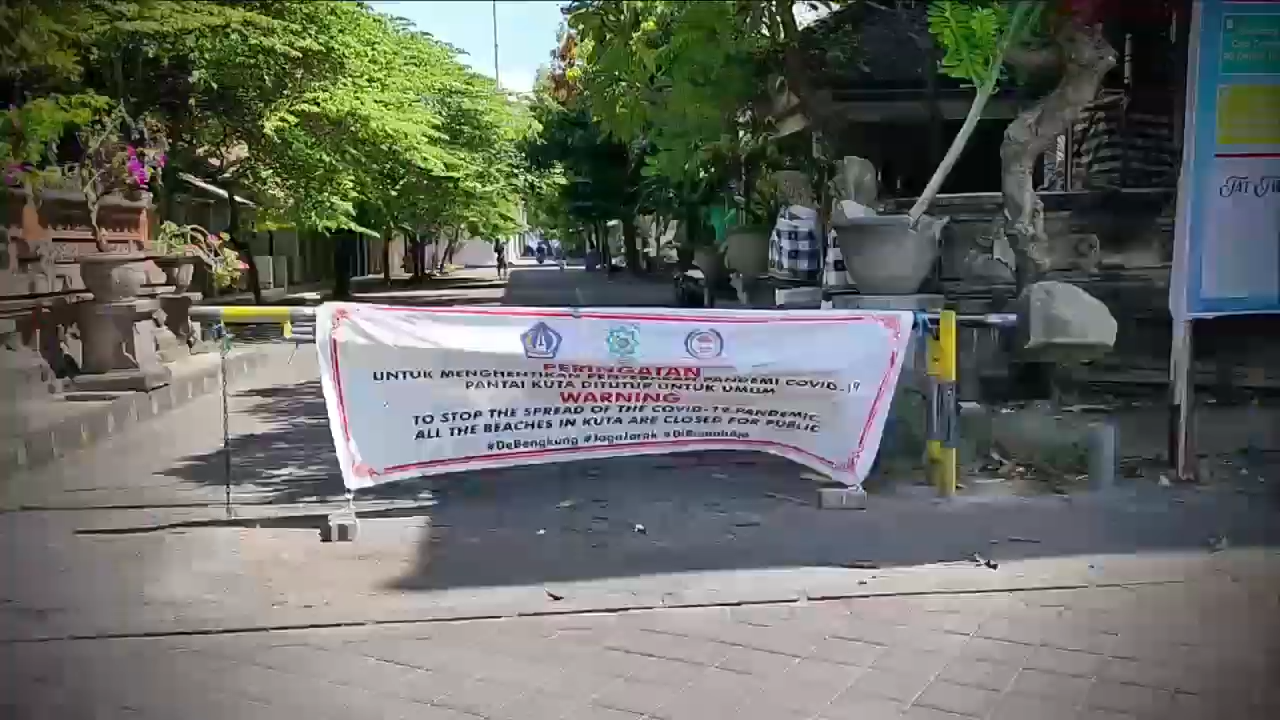 PERINGATAN
UNTUK MENGHENTIKAN PENYEBARAN PANDEMI COVID-19
PANTAI KUTA DITUTUP UNTUK UMUM
WARNING
TO STOP THE SPREAD OF THE COVID-19 PANDEMIC
ALL THE BEACHES IN KUTA ARE CLOSED FOR PUBLIC
#DeBengkung #JagaJarak #DiRumahAja